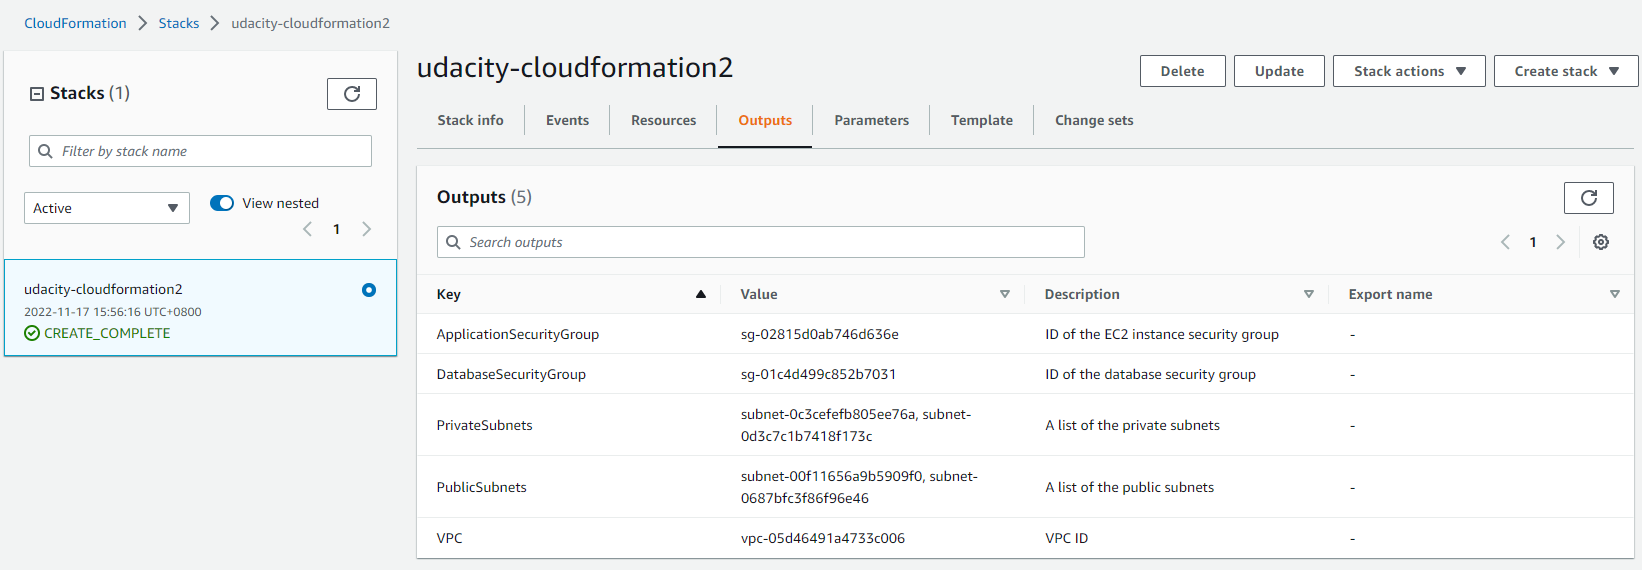 CloudFormation > Stacks > udacity-cloudformation2
Stacks (1)
Filter by stack name
Active
View nested
1
udacity-cloudformation2
2022-11-17 15:56:16 UTC+0800
CREATE_COMPLETE
udacity-cloudformation2
Delete Update Stack actions Create stack
Stack info Events Resources Outputs Parameters Template Change sets
Outputs (5)
Search outputs
1
Key Value Description Export name
ApplicationSecurityGroup sg-02815d0ab746d636e ID of the EC2 instance security group -
DatabaseSecurityGroup sg-01c4d499c852b7031 ID of the database security group -
PrivateSubnets subnet-0c3cefefb805ee76a, subnet-
0d3c7c1b7418f173c A list of the private subnets -
PublicSubnets subnet-00f11656a9b5909f0, subnet-
0687bfc3f86f96e46 A list of the public subnets -
VPC vpc-05d46491a4733c006 VPC ID -